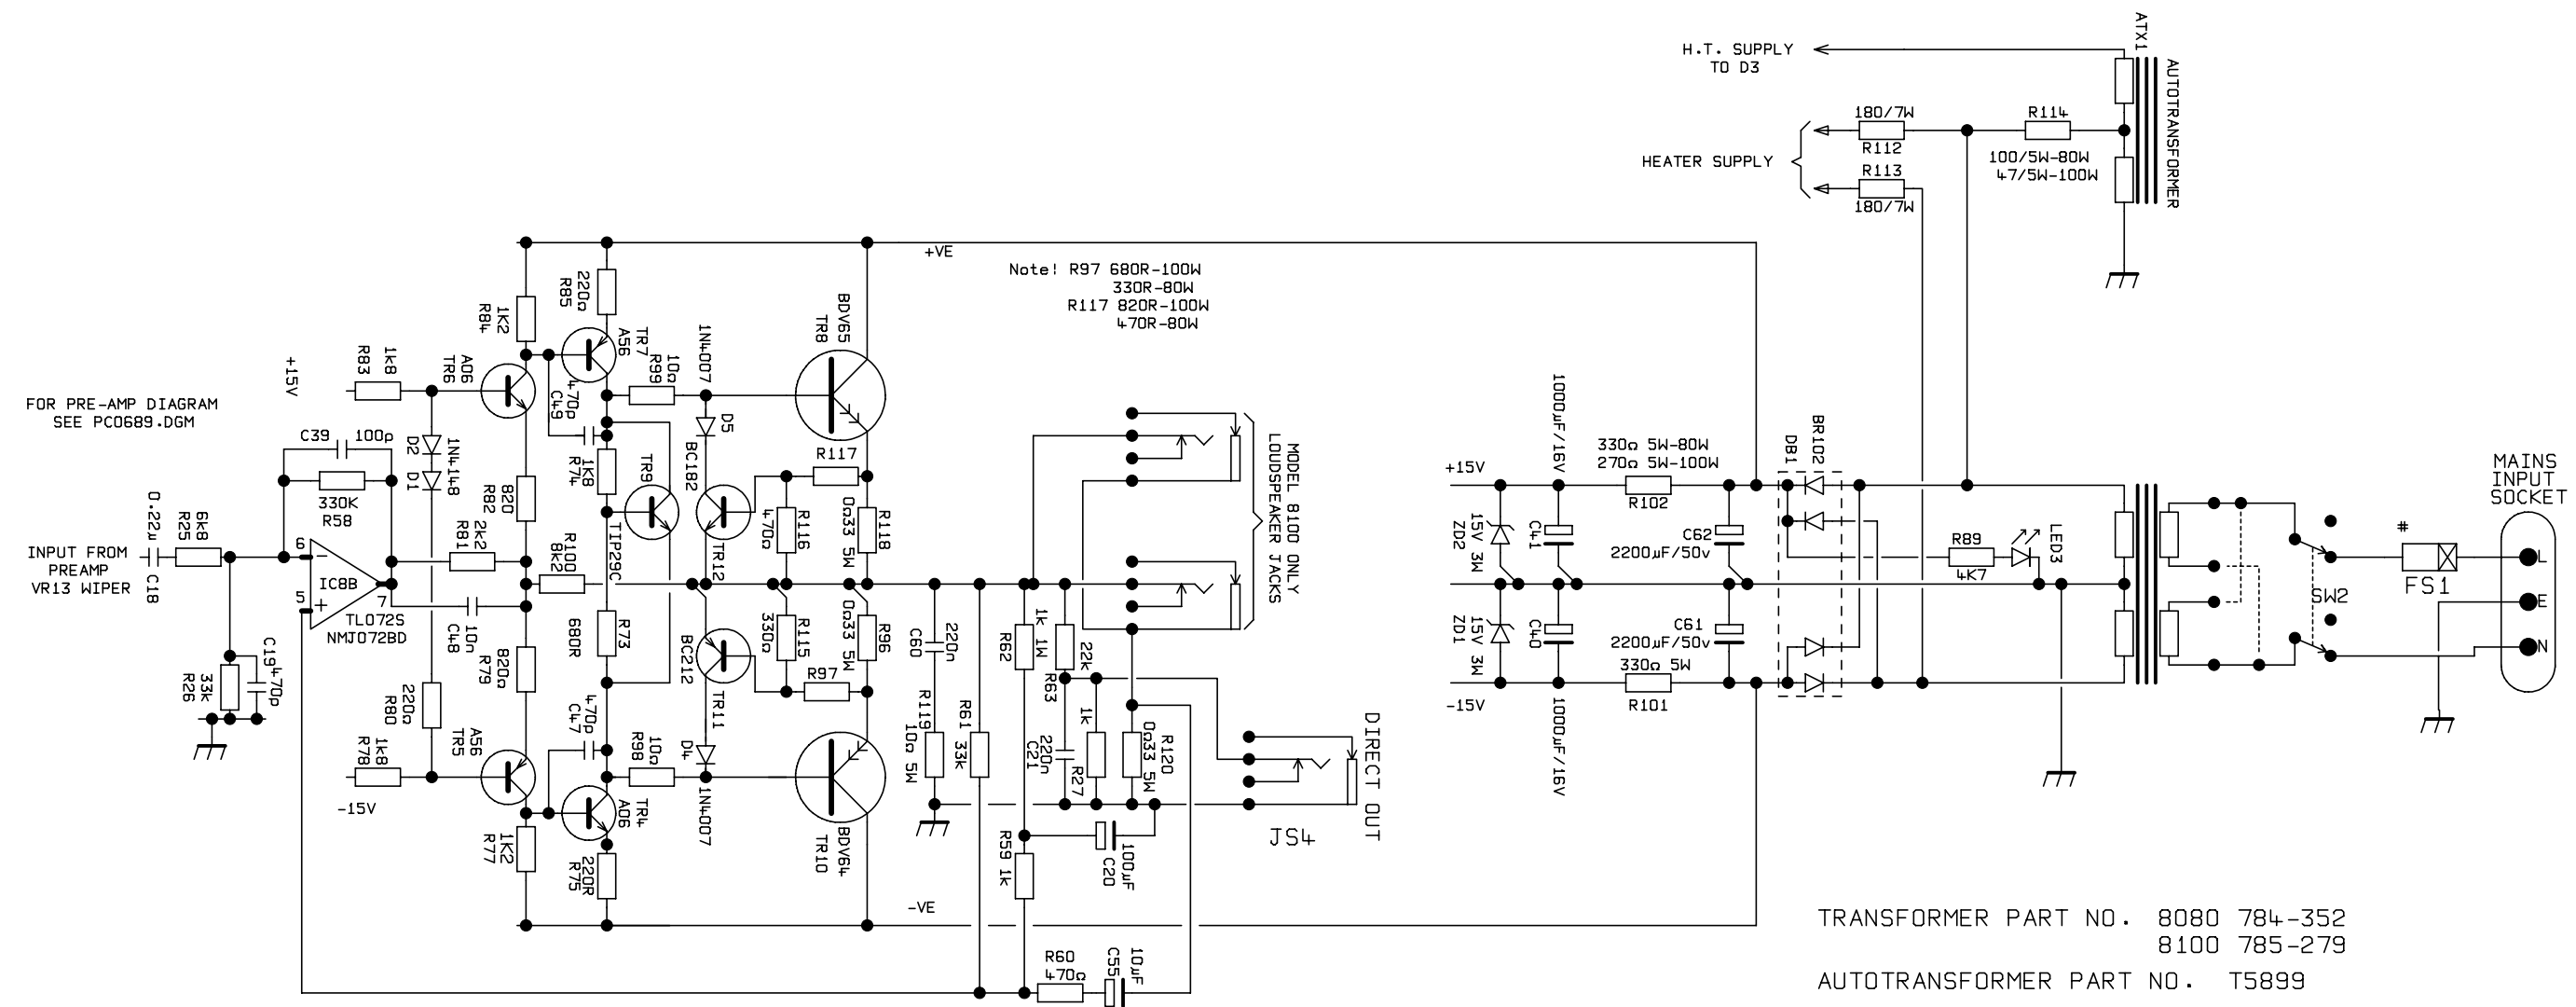 ATX1
AUTOTRANSFORMER
H.T. SUPPLY
TO D3
180/7W
R112
R114
100/5W-80W
47/5W-100W
HEATER SUPPLY
R113
180/7W
+VE
Note! R97 680R-100W
330R-80W
R117 820R-100W
470R-80W
FOR PRE-AMP DIAGRAM
SEE PC0689.DGM
+15V
1k8
R83
A06
TR6
1K2
R84
220Ω
R85
A56
TR7
10Ω
R99
1N4007
D5
BDV65
TR8
470p
C49
1K8
R74
TR9
TIP29C
BC182
TR12
R117
R116
470Ω
R118
0Ω33 5W
C39
100p
330K
R58
D2
D1
1N4148
820
R82
2k2
R81
R100
8k2
INPUT FROM
PREAMP
VR13 WIPER
0.22µ
C18
6k8
R25
6
-
5
+
7
IC8B
TL072S
NMJ072BD
10n
C48
C19
470p
33k
R26
820Ω
R79
220Ω
R80
1k8
R78
-15V
A56
TR5
1K2
R77
R73
680R
470p
C47
10Ω
R98
TR4
A06
220R
R75
BC212
TR11
D4
1N4007
R115
330Ω
R97
R96
0Ω33 5W
BDV64
TR10
-VE
220n
C60
R119
10Ω 5W
R61
33k
1k 1W
R62
22k
R63
220n
C21
1k
R27
R120
0Ω33 5W
R59
1k
100µF
C20
R60
470Ω
10µF
C55
MODEL 8100 ONLY
LOUDSPEAKER JACKS
DIRECT OUT
JS4
+15V
-15V
15V 3W
ZD2
15V 3W
ZD1
1000µF/16V
C41
C40
1000µF/16V
330Ω 5W-80W
270Ω 5W-100W
R102
C62
2200µF/50v
C61
2200µF/50v
330Ω 5W
R101
DB1
BR102
R89
4K7
LED3
SW2
#
FS1
MAINS
INPUT
SOCKET
L
E
N
TRANSFORMER PART NO. 8080 784-352
8100 785-279
AUTOTRANSFORMER PART NO. T5899